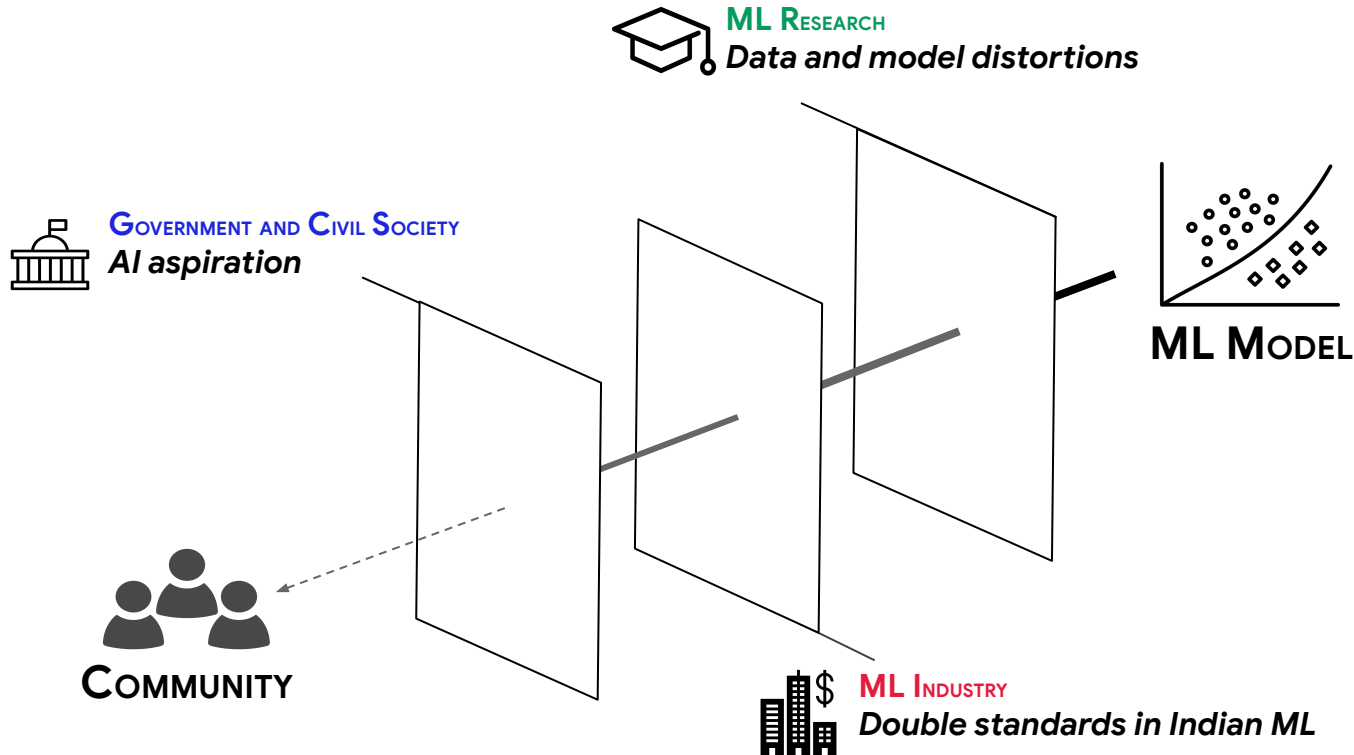 ML Research
Data and model distortions
Government and Civil Society
AI aspiration
ML Model
Community
$
ML Industry
Double standards in Indian ML